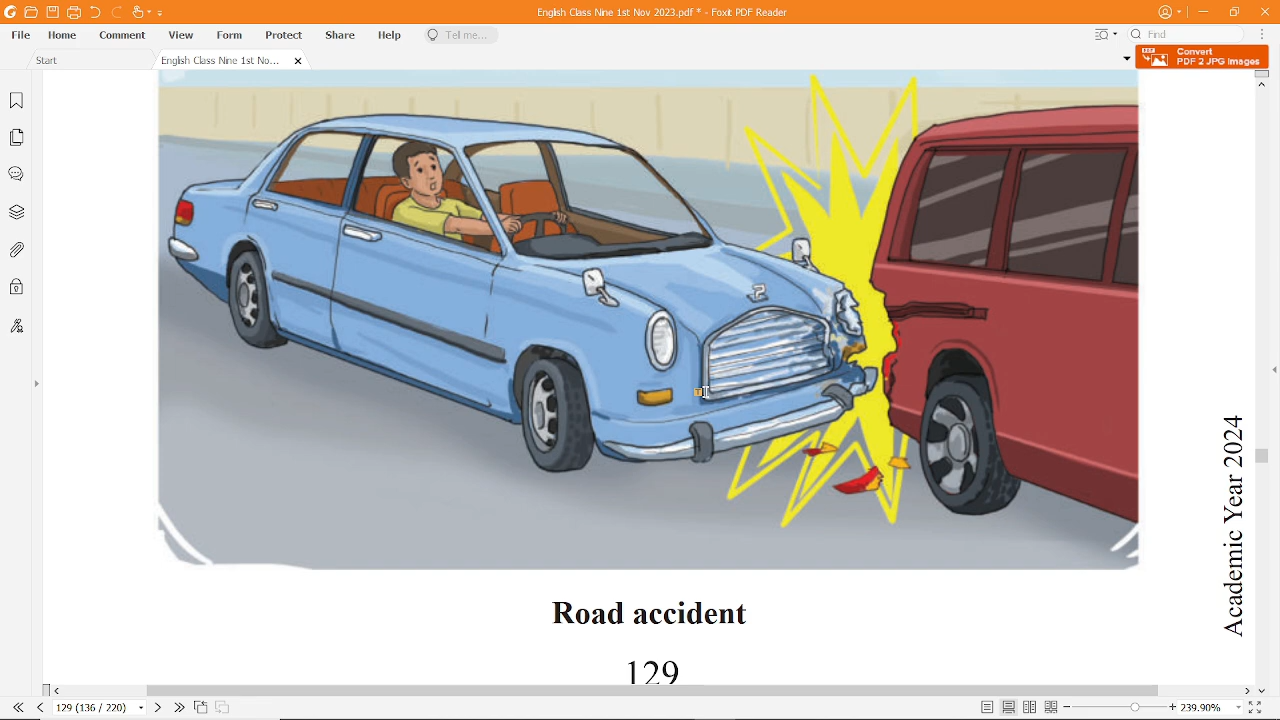 English Class Nine 1st Nov 2023.pdf * - Foxit PDF Reader
File Home Comment View Form Protect Share Help Tell me... Find
Start English Class Nine 1st No... Convert
PDF 2 JPG Images
Academic Year 2024
Road accident
129
129 (136 / 220) 239.90%